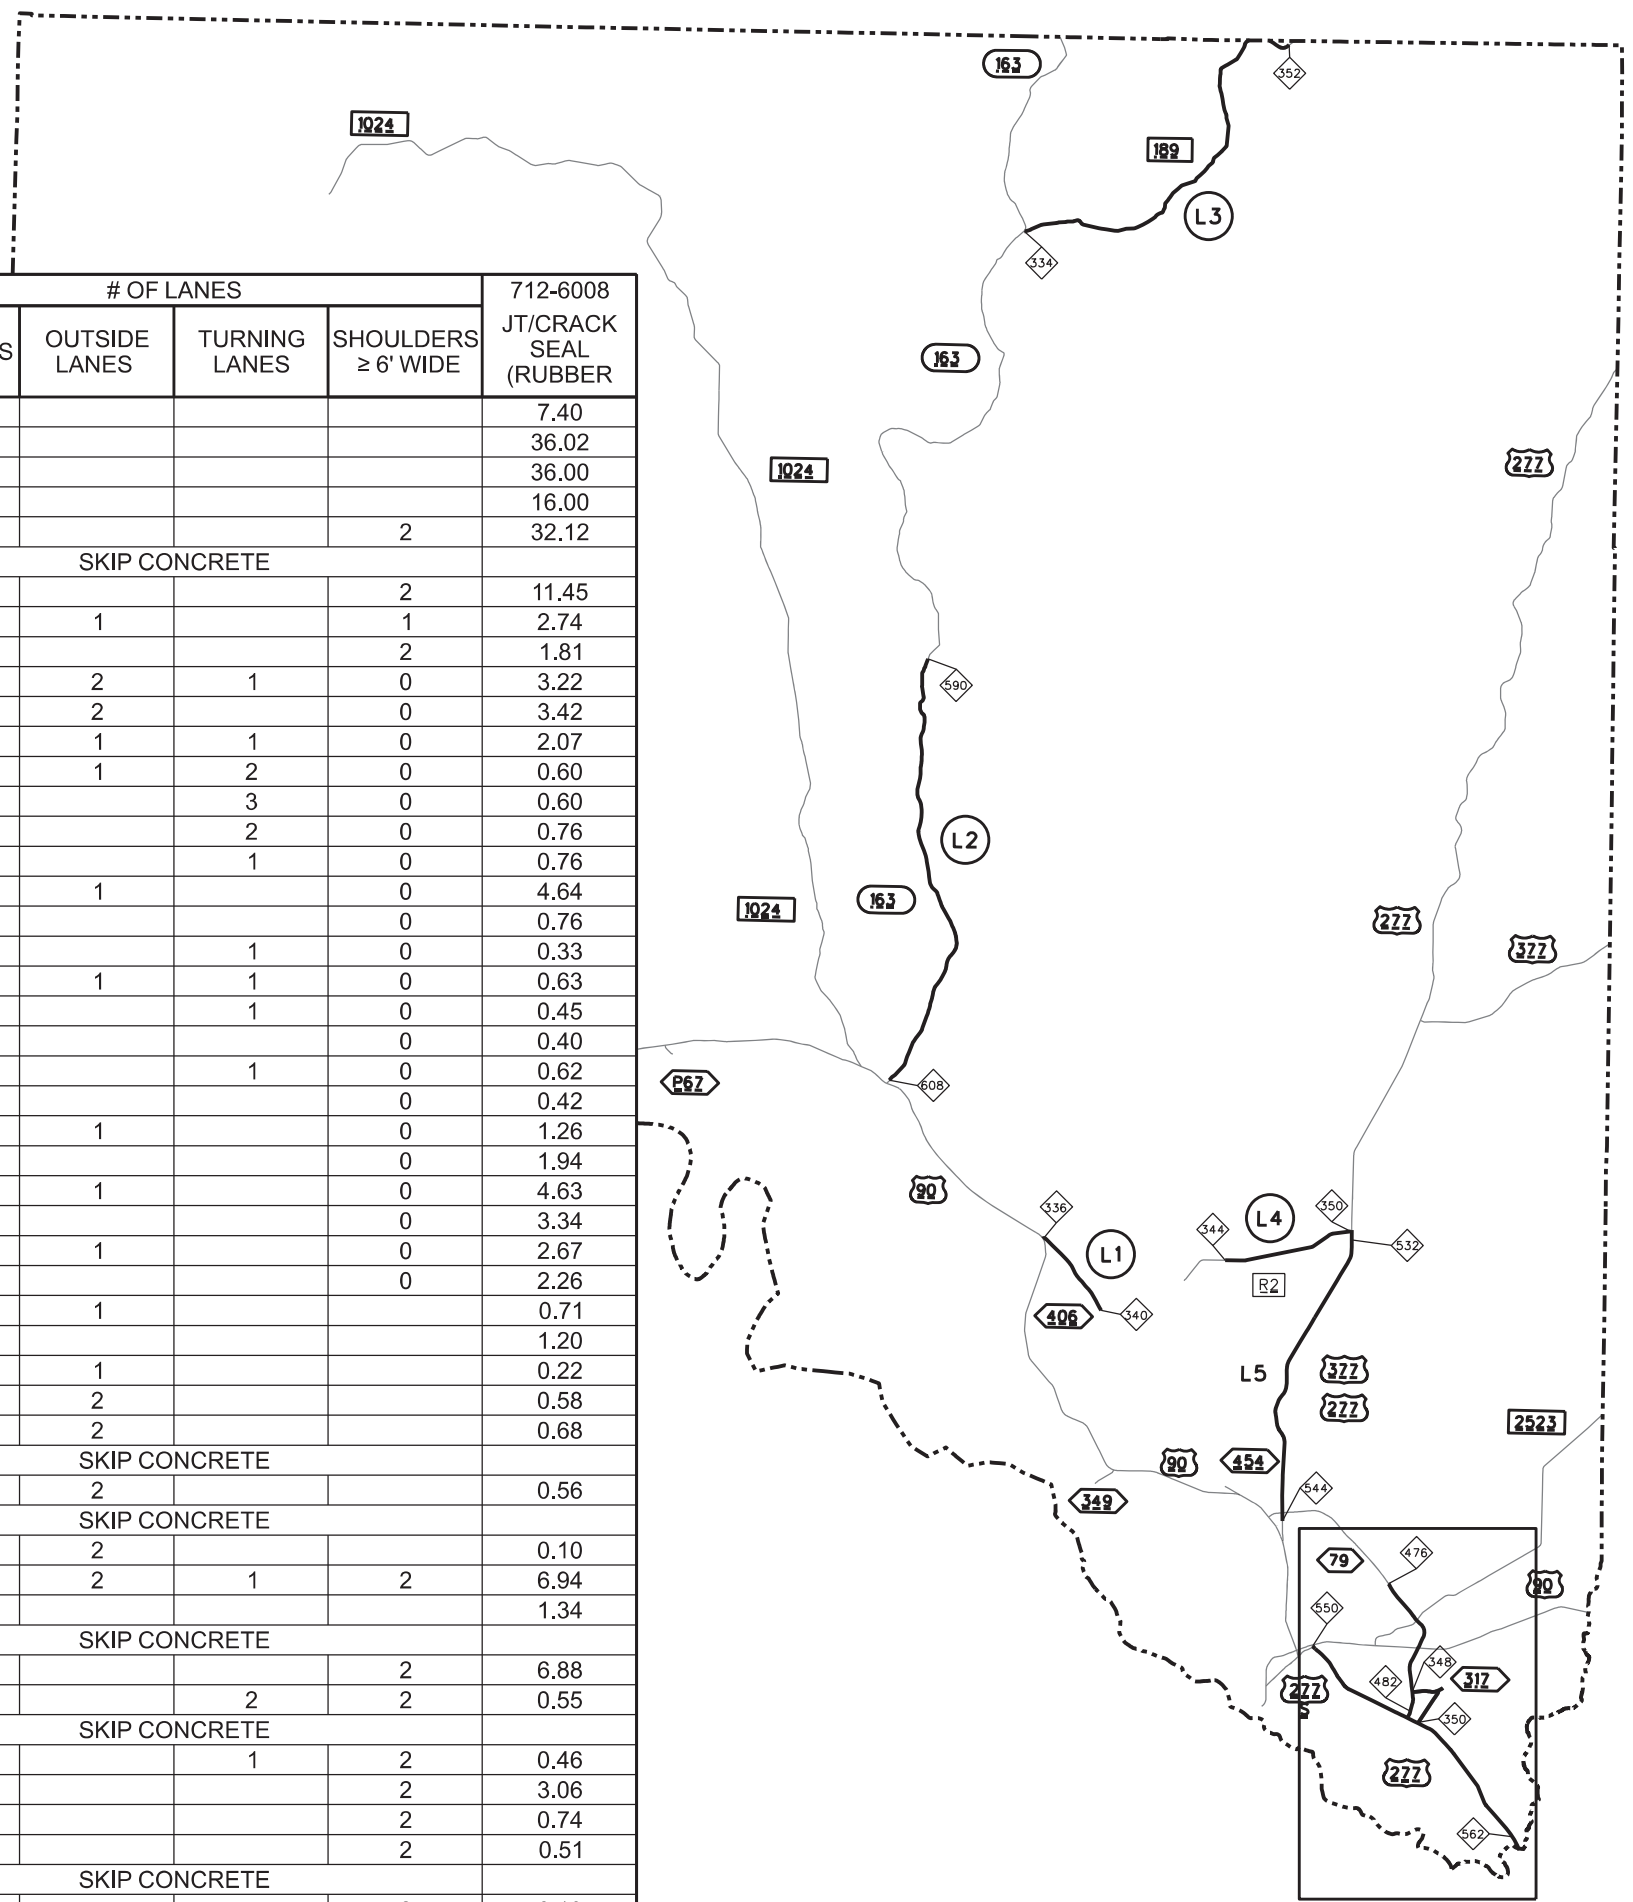 # OF LANES
712-6008
JT/CRACK
SEAL
(RUBBER
S
OUTSIDE
LANES
TURNING
LANES
SHOULDERS
≥ 6' WIDE
7.40
36.02
36.00
16.00
2 32.12
SKIP CONCRETE
2 11.45
1 1 2.74
2 1.81
2 1 0 3.22
2 0 3.42
1 1 0 2.07
1 2 0 0.60
3 0 0.60
2 0 0.76
1 0 0.76
1 0 4.64
0 0.76
1 0 0.33
1 1 0 0.63
1 0 0.45
0 0.40
1 0 0.62
0 0.42
1 0 1.26
0 1.94
1 0 4.63
0 3.34
1 0 2.67
0 2.26
1 0.71
1.20
1 0.22
2 0.58
2 0.68
SKIP CONCRETE
2 0.56
SKIP CONCRETE
2 0.10
2 1 2 6.94
1.34
SKIP CONCRETE
2 6.88
2 2 0.55
SKIP CONCRETE
1 2 0.46
2 3.06
2 0.74
2 0.51
SKIP CONCRETE
163
352
1024
189
L3
334
163
277
1024
590
L2
163
1024
277
377
P67
608
90
336
L1
406
340
344
L4
350
532
R2
L5
377
277
2523
90
454
349
544
79
476
90
550
348
482
317
277
S
350
277
562